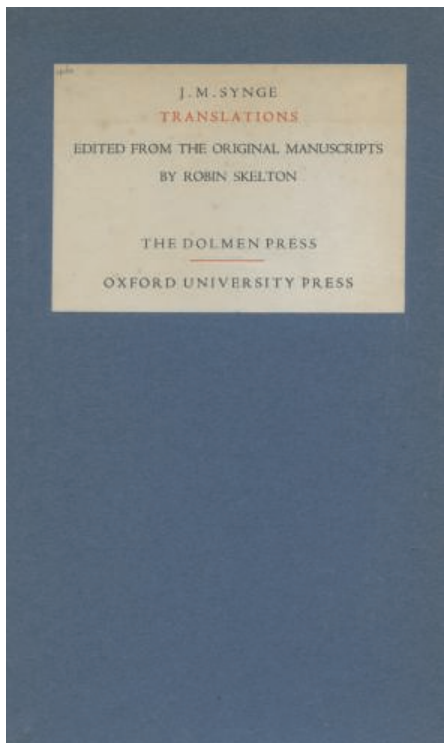 J. M. SYNGE
TRANSLATIONS
EDITED FROM THE ORIGINAL MANUSCRIPTS
BY ROBIN SKELTON
THE DOLMEN PRESS
OXFORD UNIVERSITY PRESS